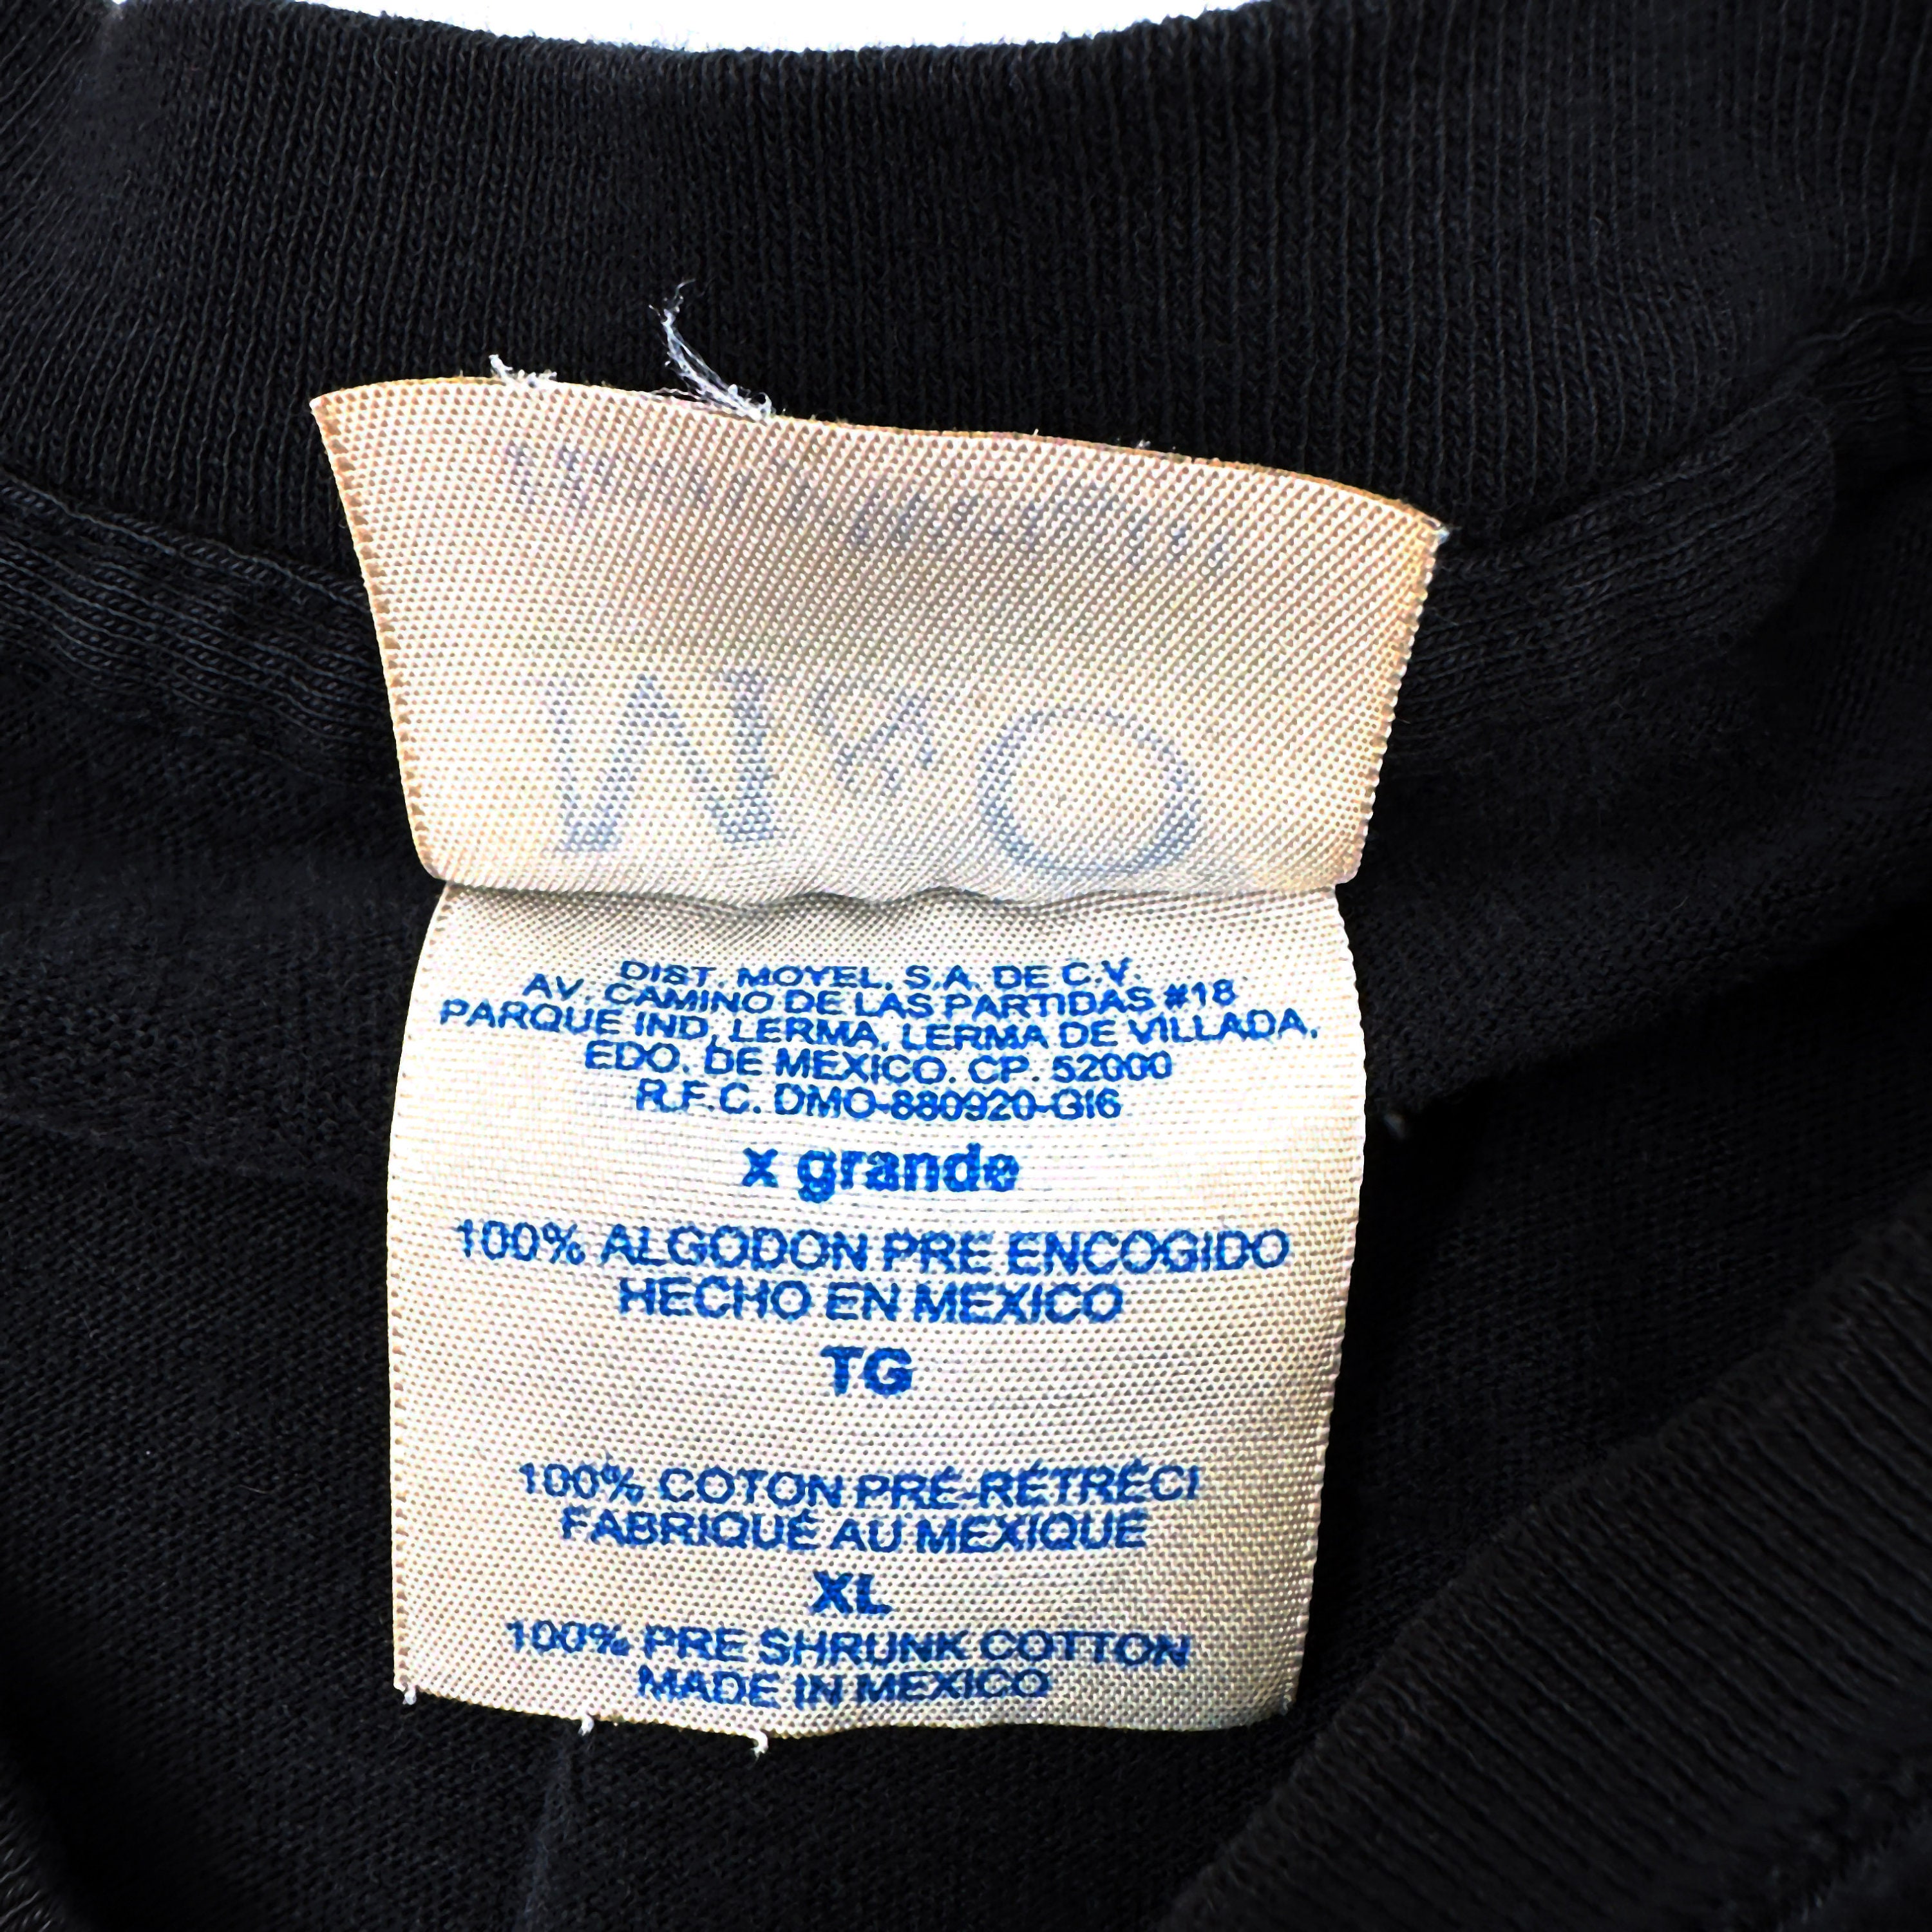 DIST. MOYEL, S.A. DE C.V.
AV. CAMINO DE LAS PARTIDAS #18
PARQUE IND, LERMA, LERMA DE VILLADA,
EDO. DE MEXICO. CP. 52000
R.F.C. DMO-880920-GI6
x grande
100% ALGODON PRE ENCOGIDO
HECHO EN MEXICO
TG
100% COTON PRÉ-RÉTRÉCI
FABRIQUÉ AU MEXIQUE
XL
100% PRE SHRUNK COTTON
MADE IN MEXICO